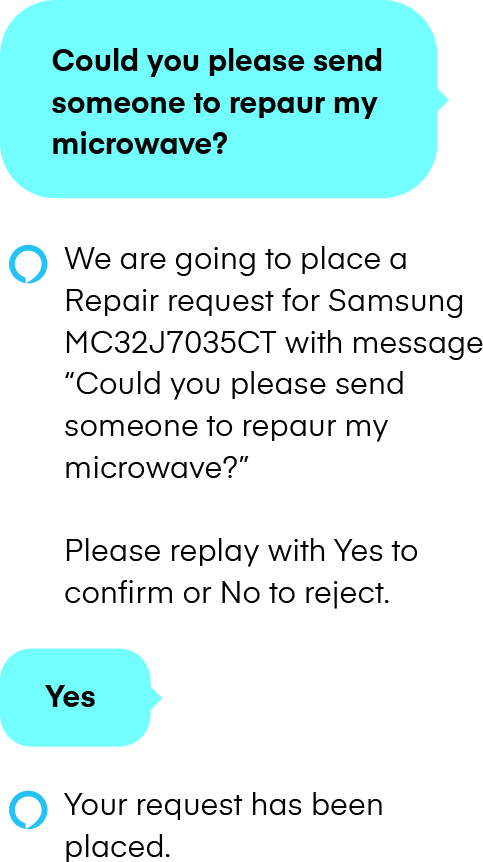 Could you please send
someone to repaur my
microwave?
We are going to place a
Repair request for Samsung
MC32J7035CT with message
“Could you please send
someone to repaur my
microwave?”
Please replay with Yes to
confirm or No to reject.
Yes
Your request has been
placed.